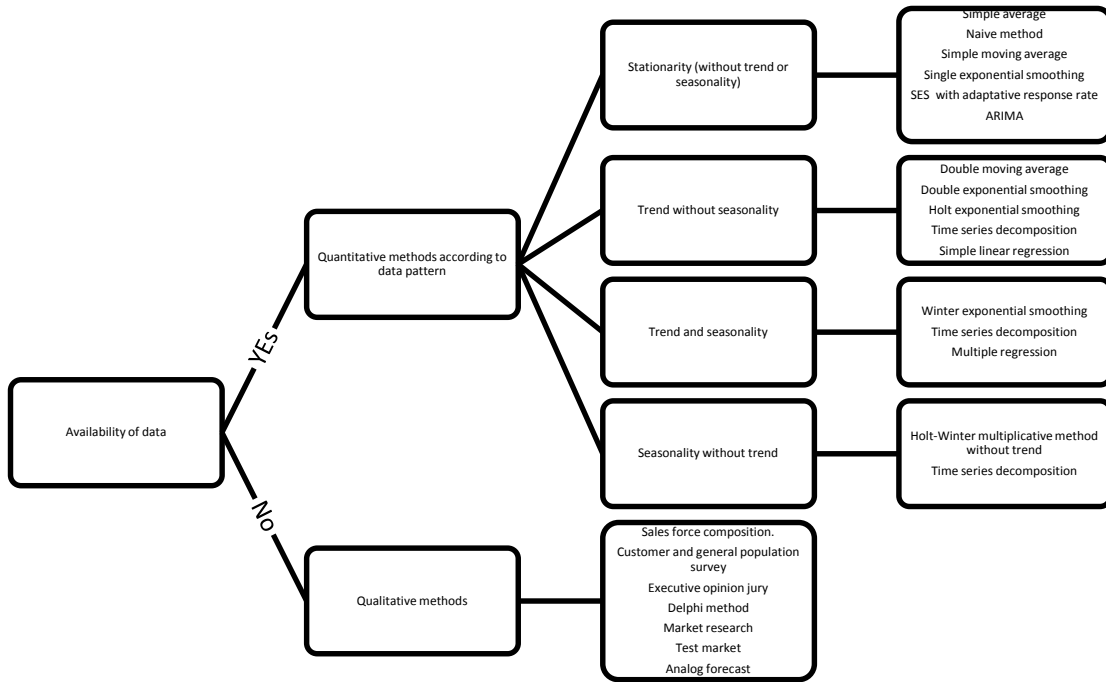 Availability of data
YEs
No
Quantitative methods according to
data pattern
Qualitative methods
Stationarity (without trend or
seasonality)
Trend without seasonality
Trend and seasonality
Seasonality without trend
Sales force composition.
Customer and general population
survey
Executive opinion jury
Delphi method
Market research
Test market
Analog forecast
Simple average
Naive method
Simple moving average
Single exponential smoothing
SES with adaptative response rate
ARIMA
Double moving average
Double exponential smoothing
Holt exponential smoothing
Time series decomposition
Simple linear regression
Winter exponential smoothing
Time series decomposition
Multiple regression
Holt-Winter multiplicative method
without trend
Time series decomposition